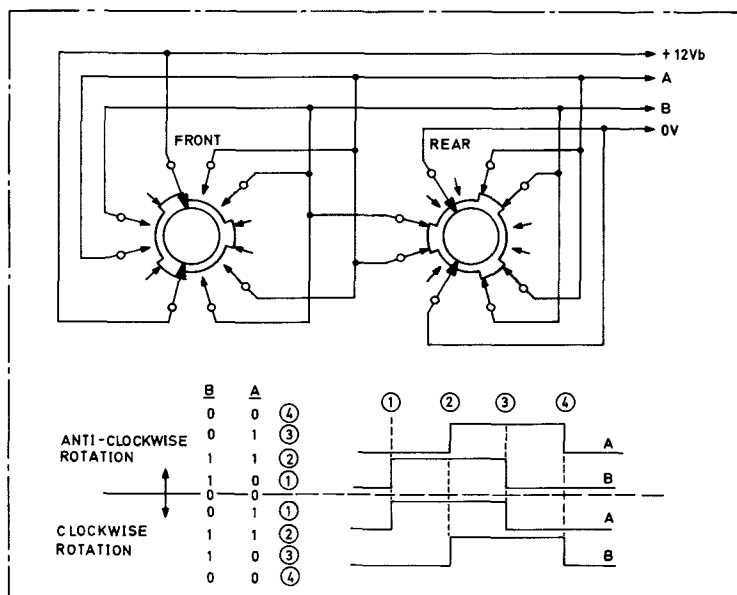 +12Vb
A
B
0V
FRONT
REAR
B A
0 0 ④
0 1 ③
1 1 ②
1 0 ①
0 0
0 1 ①
1 1 ②
1 0 ③
0 0 ④
ANTI-CLOCKWISE
ROTATION
CLOCKWISE
ROTATION
① ② ③ ④
A
B
A
B